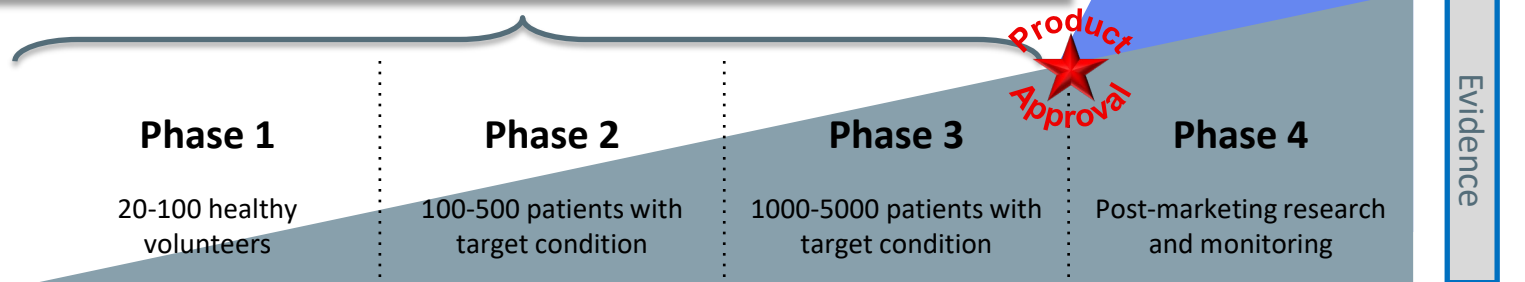 Product
Approval
Phase 1
Phase 2
Phase 3
Phase 4
20-100 healthy
volunteers
100-500 patients with
target condition
1000-5000 patients with
target condition
Post-marketing research
and monitoring
Evidence